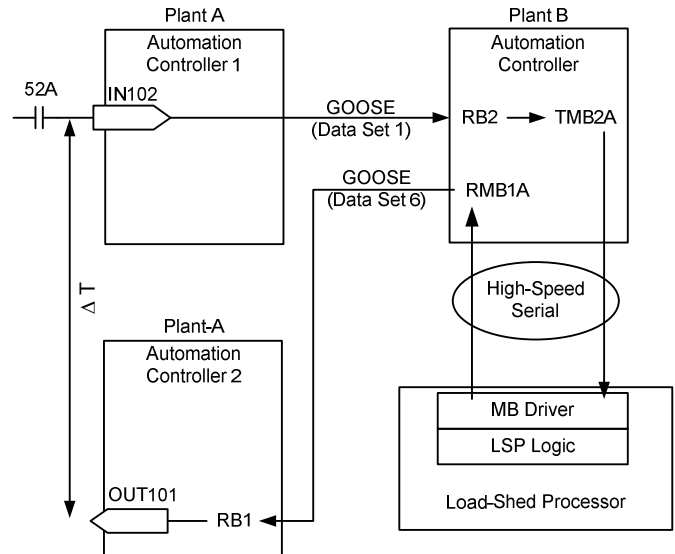 Plant A
Automation
Controller 1
52A
IN102
GOOSE
(Data Set 1)
Plant B
Automation
Controller
RB2
TMB2A
GOOSE
(Data Set 6)
RMB1A
High-Speed
Serial
Δ T
Plant-A
Automation
Controller 2
OUT101
RB1
MB Driver
LSP Logic
Load-Shed Processor